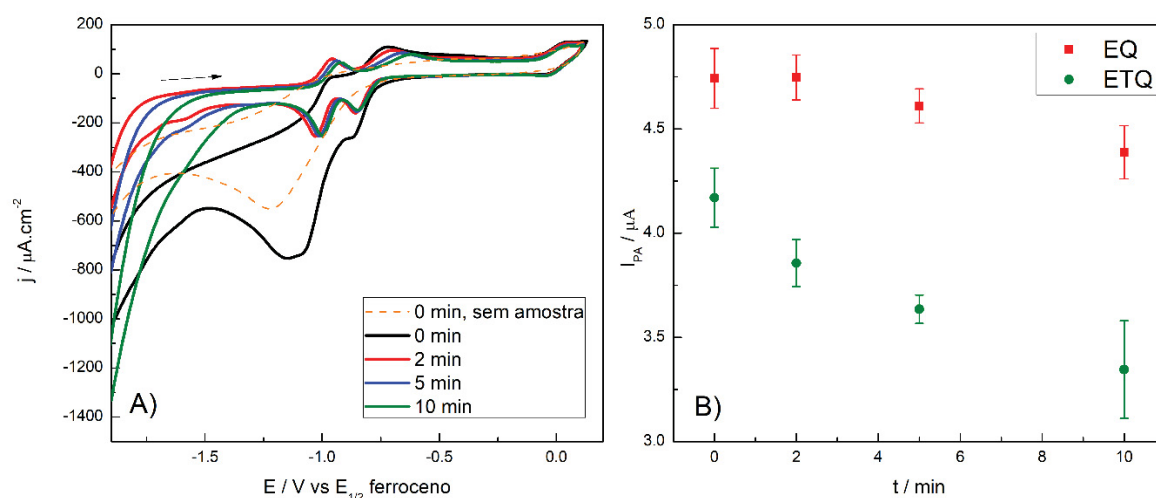 200
0
-200
-400
-600
-800
-1000
-1200
-1400
j / μA.cm⁻²
-1.5
-1.0
-0.5
0.0
E / V vs E₁/₂ ferroceno
0 min, sem amostra
0 min
2 min
5 min
10 min
A)
5.0
4.5
4.0
3.5
3.0
I_PA / μA
EQ
ETQ
B)
0
2
4
6
8
10
t / min